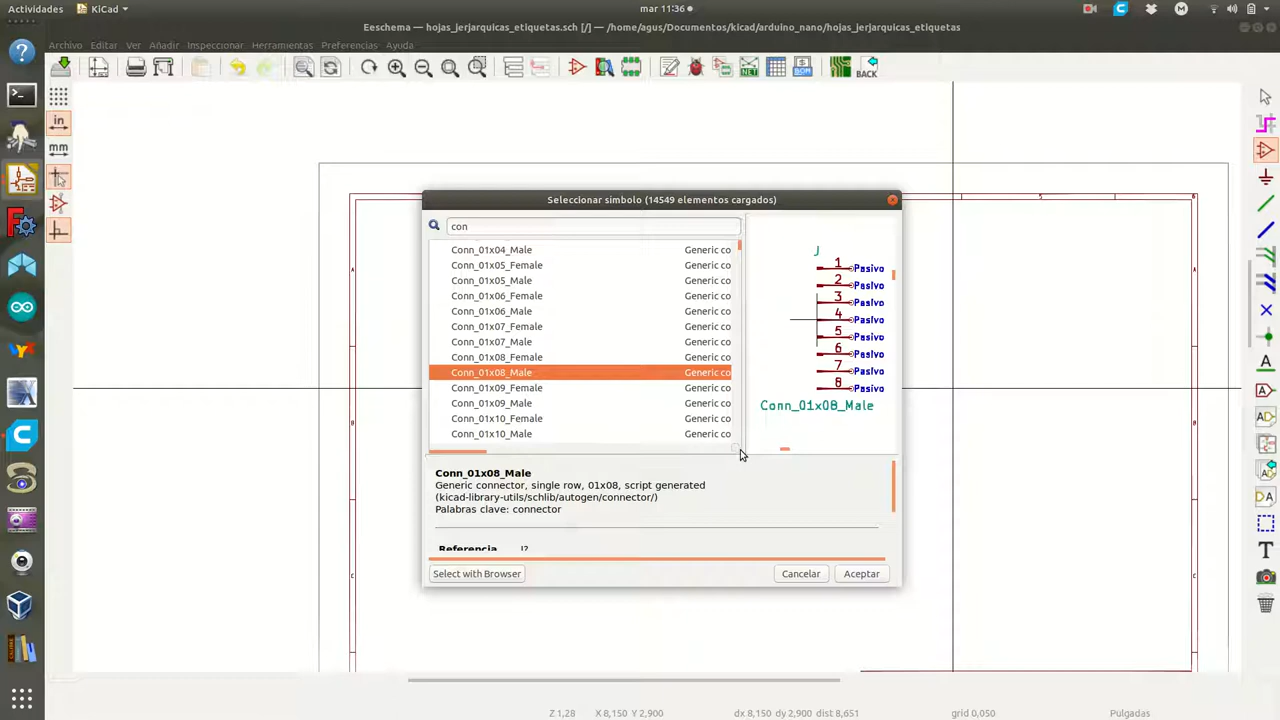 Actividades
KiCad
mar 11:36
Eeschema — hojas_jerjarquicas_etiquetas.sch [/] — /home/agus/Documentos/kicad/arduino_nano/hojas_jerjarquicas_etiquetas
Archivo Editar Ver Añadir Inspeccionar Herramientas Preferencias Ayuda
NET
BOM
BACK
in
mm
Seleccionar símbolo (14549 elementos cargados)
con
Conn_01x04_Male Generic co
Conn_01x05_Female Generic co
Conn_01x05_Male Generic co
Conn_01x06_Female Generic co
Conn_01x06_Male Generic co
Conn_01x07_Female Generic co
Conn_01x07_Male Generic co
Conn_01x08_Female Generic co
Conn_01x08_Male Generic co
Conn_01x09_Female Generic co
Conn_01x09_Male Generic co
Conn_01x10_Female Generic co
Conn_01x10_Male Generic co
J
1 Pasivo
2 Pasivo
3 Pasivo
4 Pasivo
5 Pasivo
6 Pasivo
7 Pasivo
8 Pasivo
Conn_01x08_Male
Conn_01x08_Male
Generic connector, single row, 01x08, script generated
(kicad-library-utils/schlib/autogen/connector/)
Palabras clave: connector
Referencia J?
Select with Browser Cancelar Aceptar
Z 1,28 X 8,150 Y 2,900 dx 8,150 dy 2,900 dist 8,651 grid 0,050 Pulgadas